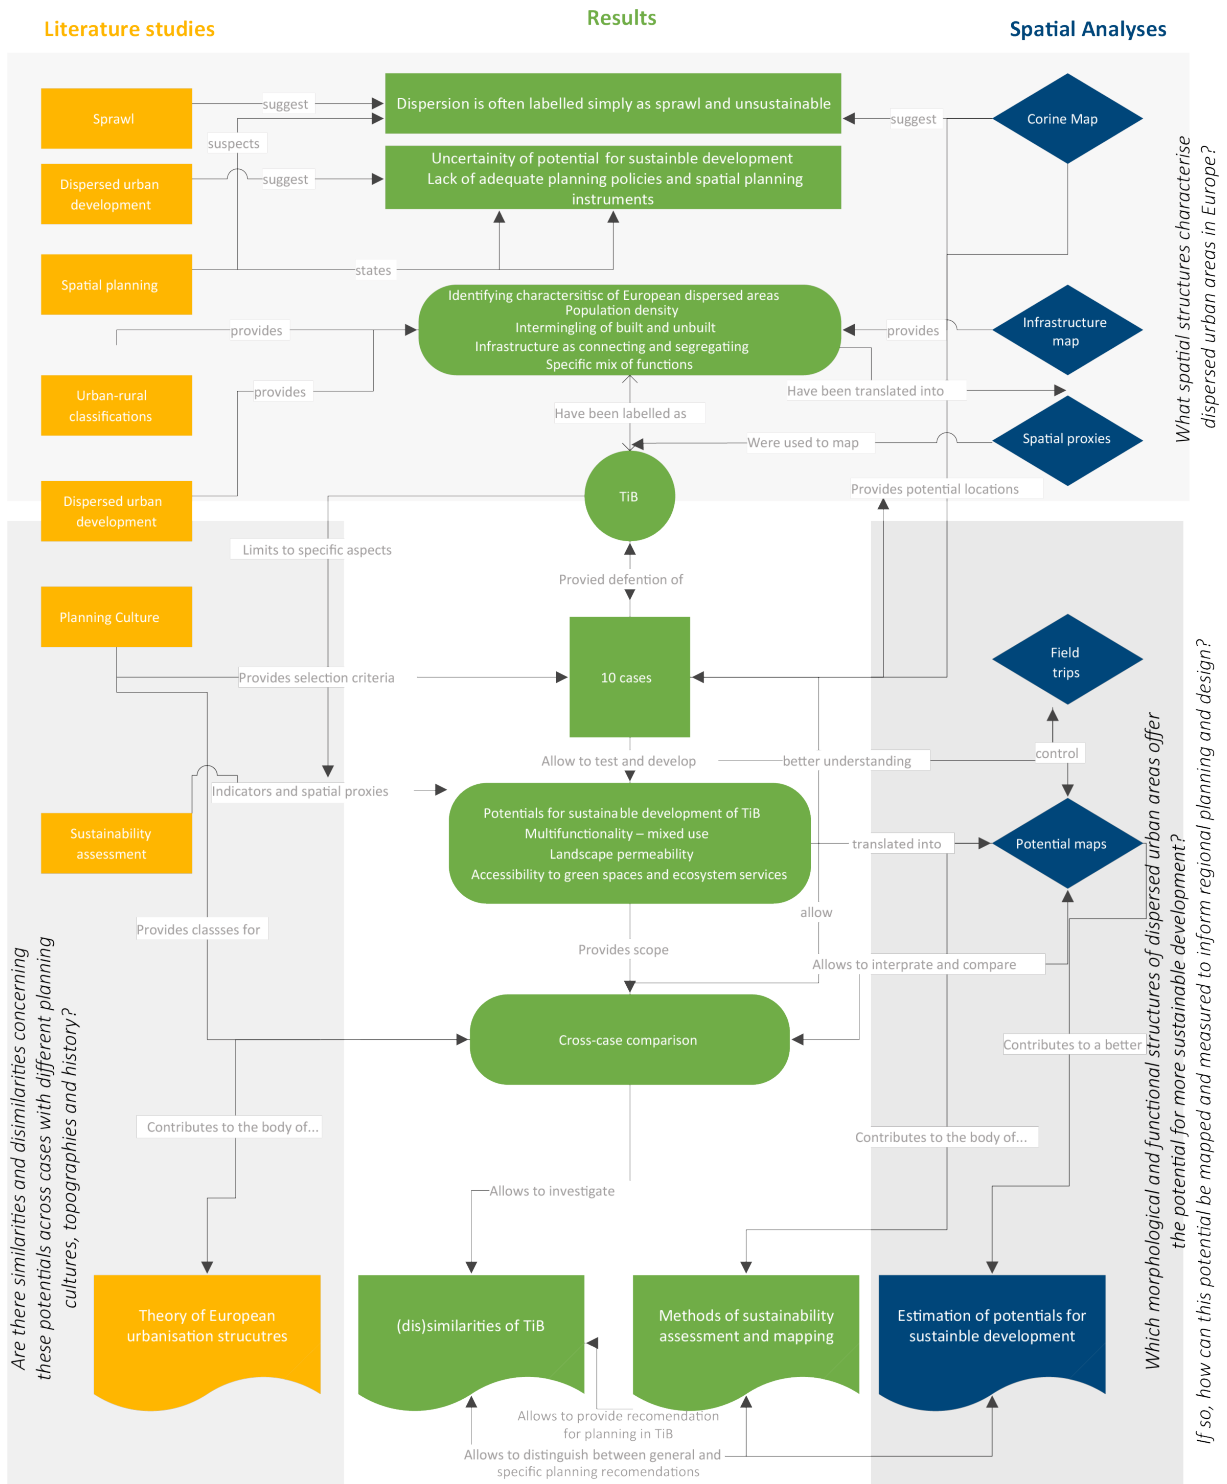 Literature studies
Results
Spatial Analyses
Sprawl
suggest
Dispersion is often labelled simply as sprawl and unsustainable
suggest
Corine Map
suspects
Dispersed urban
development
suggest
Uncertainity of potential for sustainble development
Lack of adequate planning policies and spatial planning
instruments
Spatial planning
states
What spatial structures characterise
dispersed urban areas in Europe?
provides
Identifying charactersitisc of European dispersed areas
Population density
Intermingling of built and unbuilt
Infrastructure as connecting and segregatiing
Specific mix of functions
provides
Infrastructure
map
Urban-rural
classifications
provides
Have been translated into
Have been labelled as
Were used to map
Spatial proxies
Dispersed urban
development
TiB
Provides potential locations
Limits to specific aspects
Provied defention of
Planning Culture
Provides selection criteria
10 cases
Field
trips
Allow to test and develop
better understanding
control
Indicators and spatial proxies
Sustainability
assessment
Potentials for sustainable development of TiB
Multifunctionality – mixed use
Landscape permeability
Accessibility to green spaces and ecosystem services
translated into
Potential maps
allow
Provides classses for
Provides scope
Allows to interprate and compare
Cross-case comparison
Contributes to a better
Contributes to the body of...
Contributes to the body of...
Allows to investigate
Are there similarities and disimilarities concerning
these potentials across cases with different planning
cultures, topographies and history?
Which morphological and functional structures of dispersed urban areas offer
the potential for more sustainable development?
If so, how can this potential be mapped and measured to inform regional planning and design?
Theory of European
urbanisation strucutres
(dis)similarities of TiB
Methods of sustainability
assessment and mapping
Estimation of potentials for
sustainble development
Allows to provide recomendation
for planning in TiB
Allows to distinguish between general and
specific planning recomendations